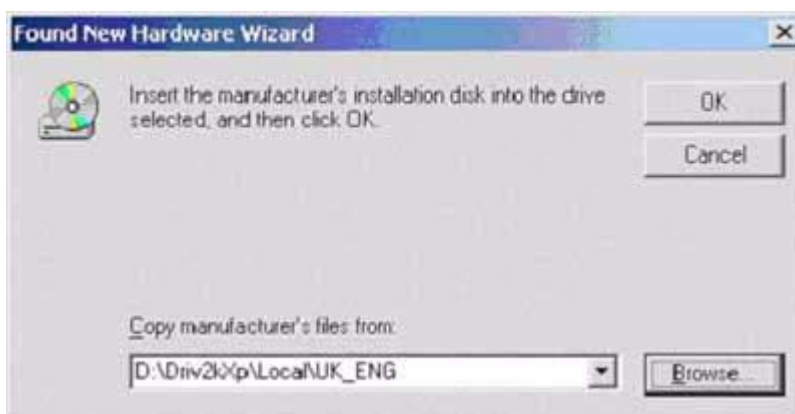 Found New Hardware Wizard
Insert the manufacturer's installation disk into the drive
selected, and then click OK.
OK
Cancel
Copy manufacturer's files from:
D:\Driv2kXp\Local\UK_ENG
Browse...